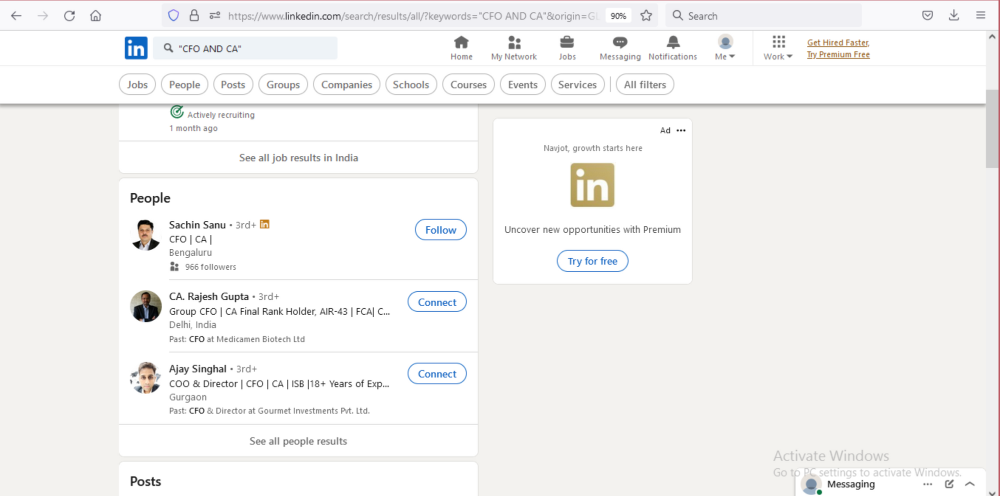 https://www.linkedin.com/search/results/all/?keywords="CFO AND CA"&origin=GL
90%
Search
in
"CFO AND CA"
Home
My Network
Jobs
Messaging
Notifications
Me
Work
Get Hired Faster,
Try Premium Free
Jobs
People
Posts
Groups
Companies
Schools
Courses
Events
Services
All filters
Actively recruiting
1 month ago
See all job results in India
People
Sachin Sanu • 3rd+ in
CFO | CA |
Bengaluru
966 followers
Follow
CA. Rajesh Gupta • 3rd+
Group CFO | CA Final Rank Holder, AIR-43 | FCA| C...
Delhi, India
Past: CFO at Medicamen Biotech Ltd
Connect
Ajay Singhal • 3rd+
COO & Director | CFO | CA | ISB |18+ Years of Exp...
Gurgaon
Past: CFO & Director at Gourmet Investments Pvt. Ltd.
Connect
See all people results
Posts
Ad
Navjot, growth starts here
in
Uncover new opportunities with Premium
Try for free
Activate Windows
Go to PC settings to activate Windows.
Messaging